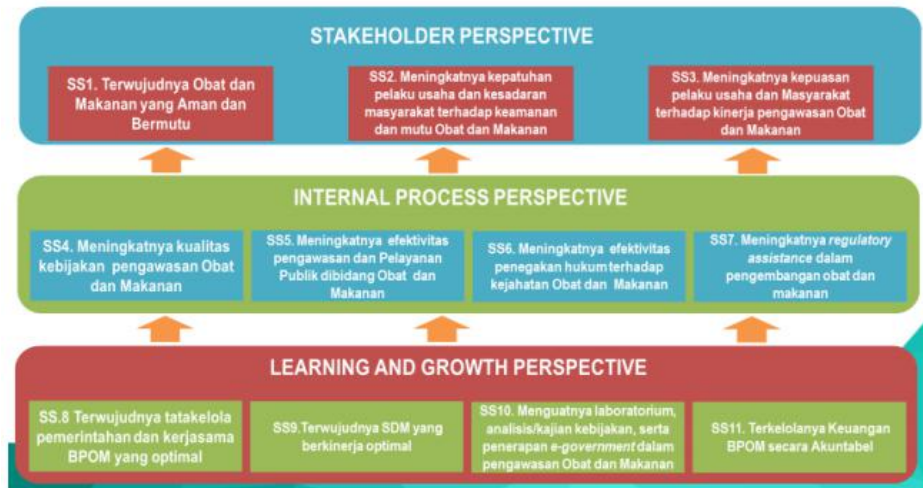 STAKEHOLDER PERSPECTIVE
SS1. Terwujudnya Obat dan
Makanan yang Aman dan
Bermutu
SS2. Meningkatnya kepatuhan
pelaku usaha dan kesadaran
masyarakat terhadap keamanan
dan mutu Obat dan Makanan
SS3. Meningkatnya kepuasan
pelaku usaha dan Masyarakat
terhadap kinerja pengawasan Obat
dan Makanan
INTERNAL PROCESS PERSPECTIVE
SS4. Meningkatnya kualitas
kebijakan pengawasan Obat
dan Makanan
SS5. Meningkatnya efektivitas
pengawasan dan Pelayanan
Publik dibidang Obat dan
Makanan
SS6. Meningkatnya efektivitas
penegakan hukum terhadap
kejahatan Obat dan Makanan
SS7. Meningkatnya regulatory
assistance dalam
pengembangan obat dan
makanan
LEARNING AND GROWTH PERSPECTIVE
SS.8 Terwujudnya tatakelola
pemerintahan dan kerjasama
BPOM yang optimal
SS9.Terwujudnya SDM yang
berkinerja optimal
SS10. Menguatnya laboratorium,
analisis/kajian kebijakan, serta
penerapan e-government dalam
pengawasan Obat dan Makanan
SS11. Terkelolanya Keuangan
BPOM secara Akuntabel